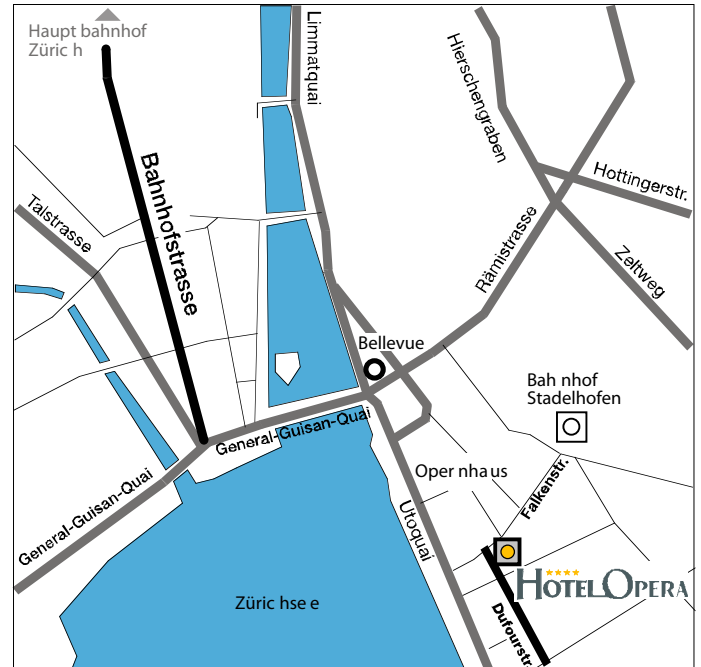 Haupt bahnhof
Züric h
Limmatquai
Hierschengraben
Hottingerstr.
Bahnhofstrasse
Talstrasse
Rämistrasse
Zeltweg
Bellevue
Bah nhof
Stadelhofen
General-Guisan-Quai
General-Guisan-Quai
Oper nha us
Falkenstr.
Utoquai
HOTEL OPERA
Dufourstr.
Züric hse e